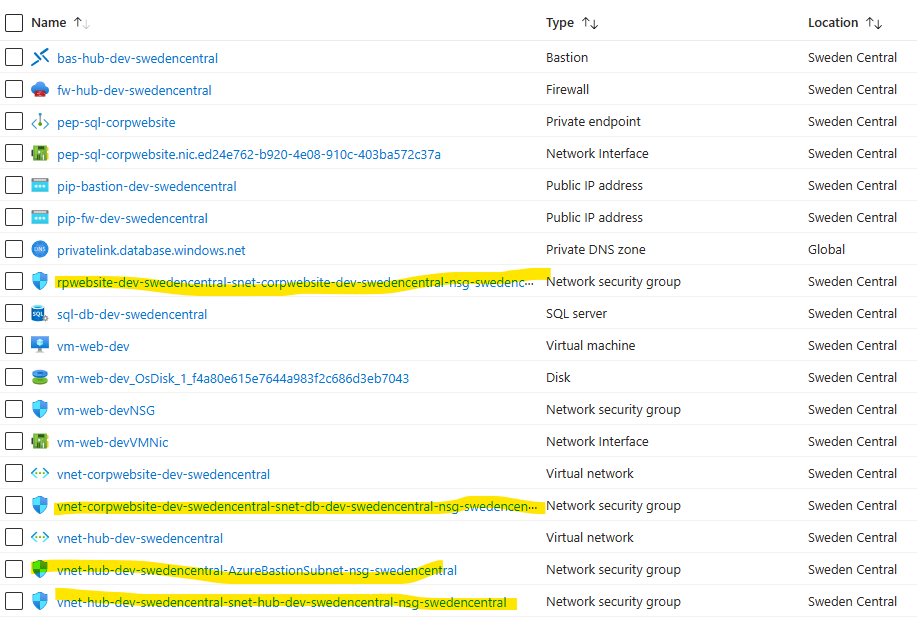 Name Type Location
bas-hub-dev-swedencentral Bastion Sweden Central
fw-hub-dev-swedencentral Firewall Sweden Central
pep-sql-corpwebsite Private endpoint Sweden Central
pep-sql-corpwebsite.nic.ed24e762-b920-4e08-910c-403ba572c37a Network Interface Sweden Central
pip-bastion-dev-swedencentral Public IP address Sweden Central
pip-fw-dev-swedencentral Public IP address Sweden Central
DNS privatelink.database.windows.net Private DNS zone Global
rpwebsite-dev-swedencentral-snet-corpwebsite-dev-swedencentral-nsg-swedenc... Network security group Sweden Central
SQL sql-db-dev-swedencentral SQL server Sweden Central
vm-web-dev Virtual machine Sweden Central
vm-web-dev_OsDisk_1_f4a80e615e7644a983f2c686d3eb7043 Disk Sweden Central
vm-web-devNSG Network security group Sweden Central
vm-web-devVMNic Network Interface Sweden Central
vnet-corpwebsite-dev-swedencentral Virtual network Sweden Central
vnet-corpwebsite-dev-swedencentral-snet-db-dev-swedencentral-nsg-swedencen... Network security group Sweden Central
vnet-hub-dev-swedencentral Virtual network Sweden Central
vnet-hub-dev-swedencentral-AzureBastionSubnet-nsg-swedencentral Network security group Sweden Central
vnet-hub-dev-swedencentral-snet-hub-dev-swedencentral-nsg-swedencentral Network security group Sweden Central